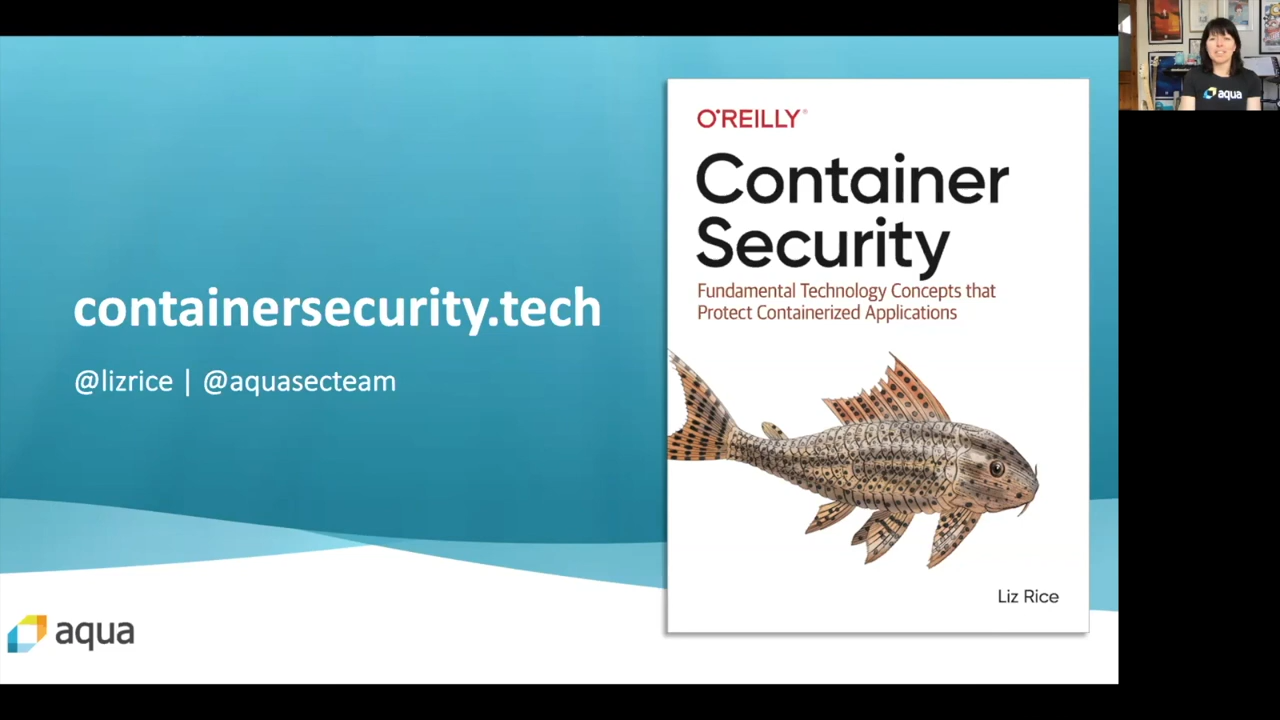 containersecurity.tech
@lizrice | @aquasecteam
aqua
O'REILLY®
Container
Security
Fundamental Technology Concepts that
Protect Containerized Applications
Liz Rice
aqua